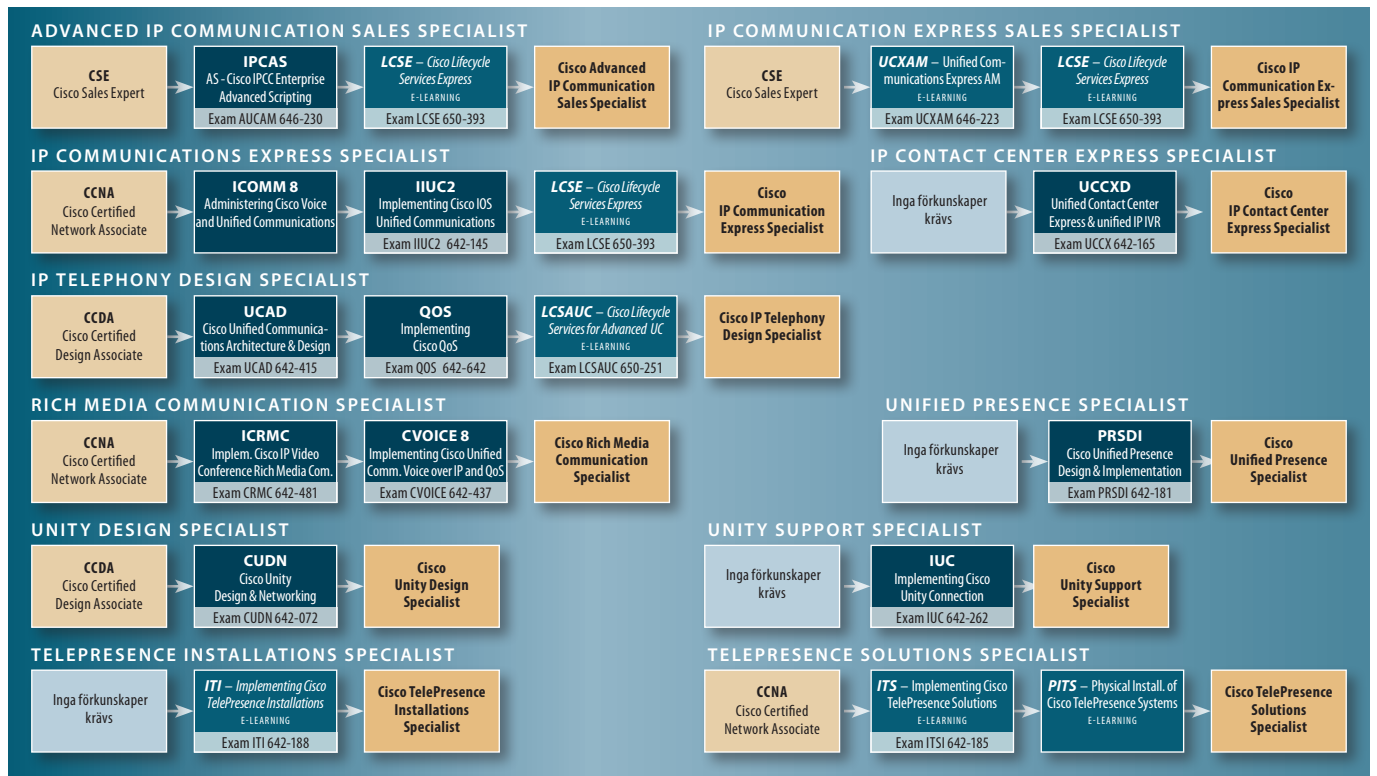 ADVANCED IP COMMUNICATION SALES SPECIALIST
CSE
Cisco Sales Expert
IPCAS
AS - Cisco IPCC Enterprise
Advanced Scripting
Exam AUCAM 646-230
LCSE – Cisco Lifecycle
Services Express
E-LEARNING
Exam LCSE 650-393
Cisco Advanced
IP Communication
Sales Specialist
IP COMMUNICATION EXPRESS SALES SPECIALIST
CSE
Cisco Sales Expert
UCXAM – Unified Com-
munications Express AM
E-LEARNING
Exam UCXAM 646-223
LCSE – Cisco Lifecycle
Services Express
E-LEARNING
Exam LCSE 650-393
Cisco IP
Communication Ex-
press Sales Specialist
IP COMMUNICATIONS EXPRESS SPECIALIST
CCNA
Cisco Certified
Network Associate
ICOMM 8
Administering Cisco Voice
and Unified Communications
IIUC2
Implementing Cisco IOS
Unified Communications
Exam IIUC2 642-145
LCSE – Cisco Lifecycle
Services Express
E-LEARNING
Exam LCSE 650-393
Cisco
IP Communication
Express Specialist
IP CONTACT CENTER EXPRESS SPECIALIST
Inga förkunskaper
krävs
UCCXD
Unified Contact Center
Express & unified IP IVR
Exam UCCX 642-165
Cisco
IP Contact Center
Express Specialist
IP TELEPHONY DESIGN SPECIALIST
CCDA
Cisco Certified
Design Associate
UCAD
Cisco Unified Communica-
tions Architecture & Design
Exam UCAD 642-415
QOS
Implementing
Cisco QoS
Exam QOS 642-642
LCSAUC – Cisco Lifecycle
Services for Advanced UC
E-LEARNING
Exam LCSAUC 650-251
Cisco IP Telephony
Design Specialist
RICH MEDIA COMMUNICATION SPECIALIST
CCNA
Cisco Certified
Network Associate
ICRMC
Implem. Cisco IP Video
Conference Rich Media Com.
Exam CRMC 642-481
CVOICE 8
Implementing Cisco Unified
Comm. Voice over IP and QoS
Exam CVOICE 642-437
Cisco Rich Media
Communication
Specialist
UNIFIED PRESENCE SPECIALIST
Inga förkunskaper
krävs
PRSDI
Cisco Unified Presence
Design & Implementation
Exam PRSDI 642-181
Cisco
Unified Presence
Specialist
UNITY DESIGN SPECIALIST
CCDA
Cisco Certified
Design Associate
CUDN
Cisco Unity
Design & Networking
Exam CUDN 642-072
Cisco
Unity Design
Specialist
UNITY SUPPORT SPECIALIST
Inga förkunskaper
krävs
IUC
Implementing Cisco
Unity Connection
Exam IUC 642-262
Cisco
Unity Support
Specialist
TELEPRESENCE INSTALLATIONS SPECIALIST
Inga förkunskaper
krävs
ITI – Implementing Cisco
TelePresence Installations
E-LEARNING
Exam ITI 642-188
Cisco TelePresence
Installations
Specialist
TELEPRESENCE SOLUTIONS SPECIALIST
CCNA
Cisco Certified
Network Associate
ITS – Implementing Cisco
TelePresence Solutions
E-LEARNING
Exam ITSI 642-185
PITS – Physical Install. of
Cisco TelePresence Systems
E-LEARNING
Cisco TelePresence
Solutions
Specialist